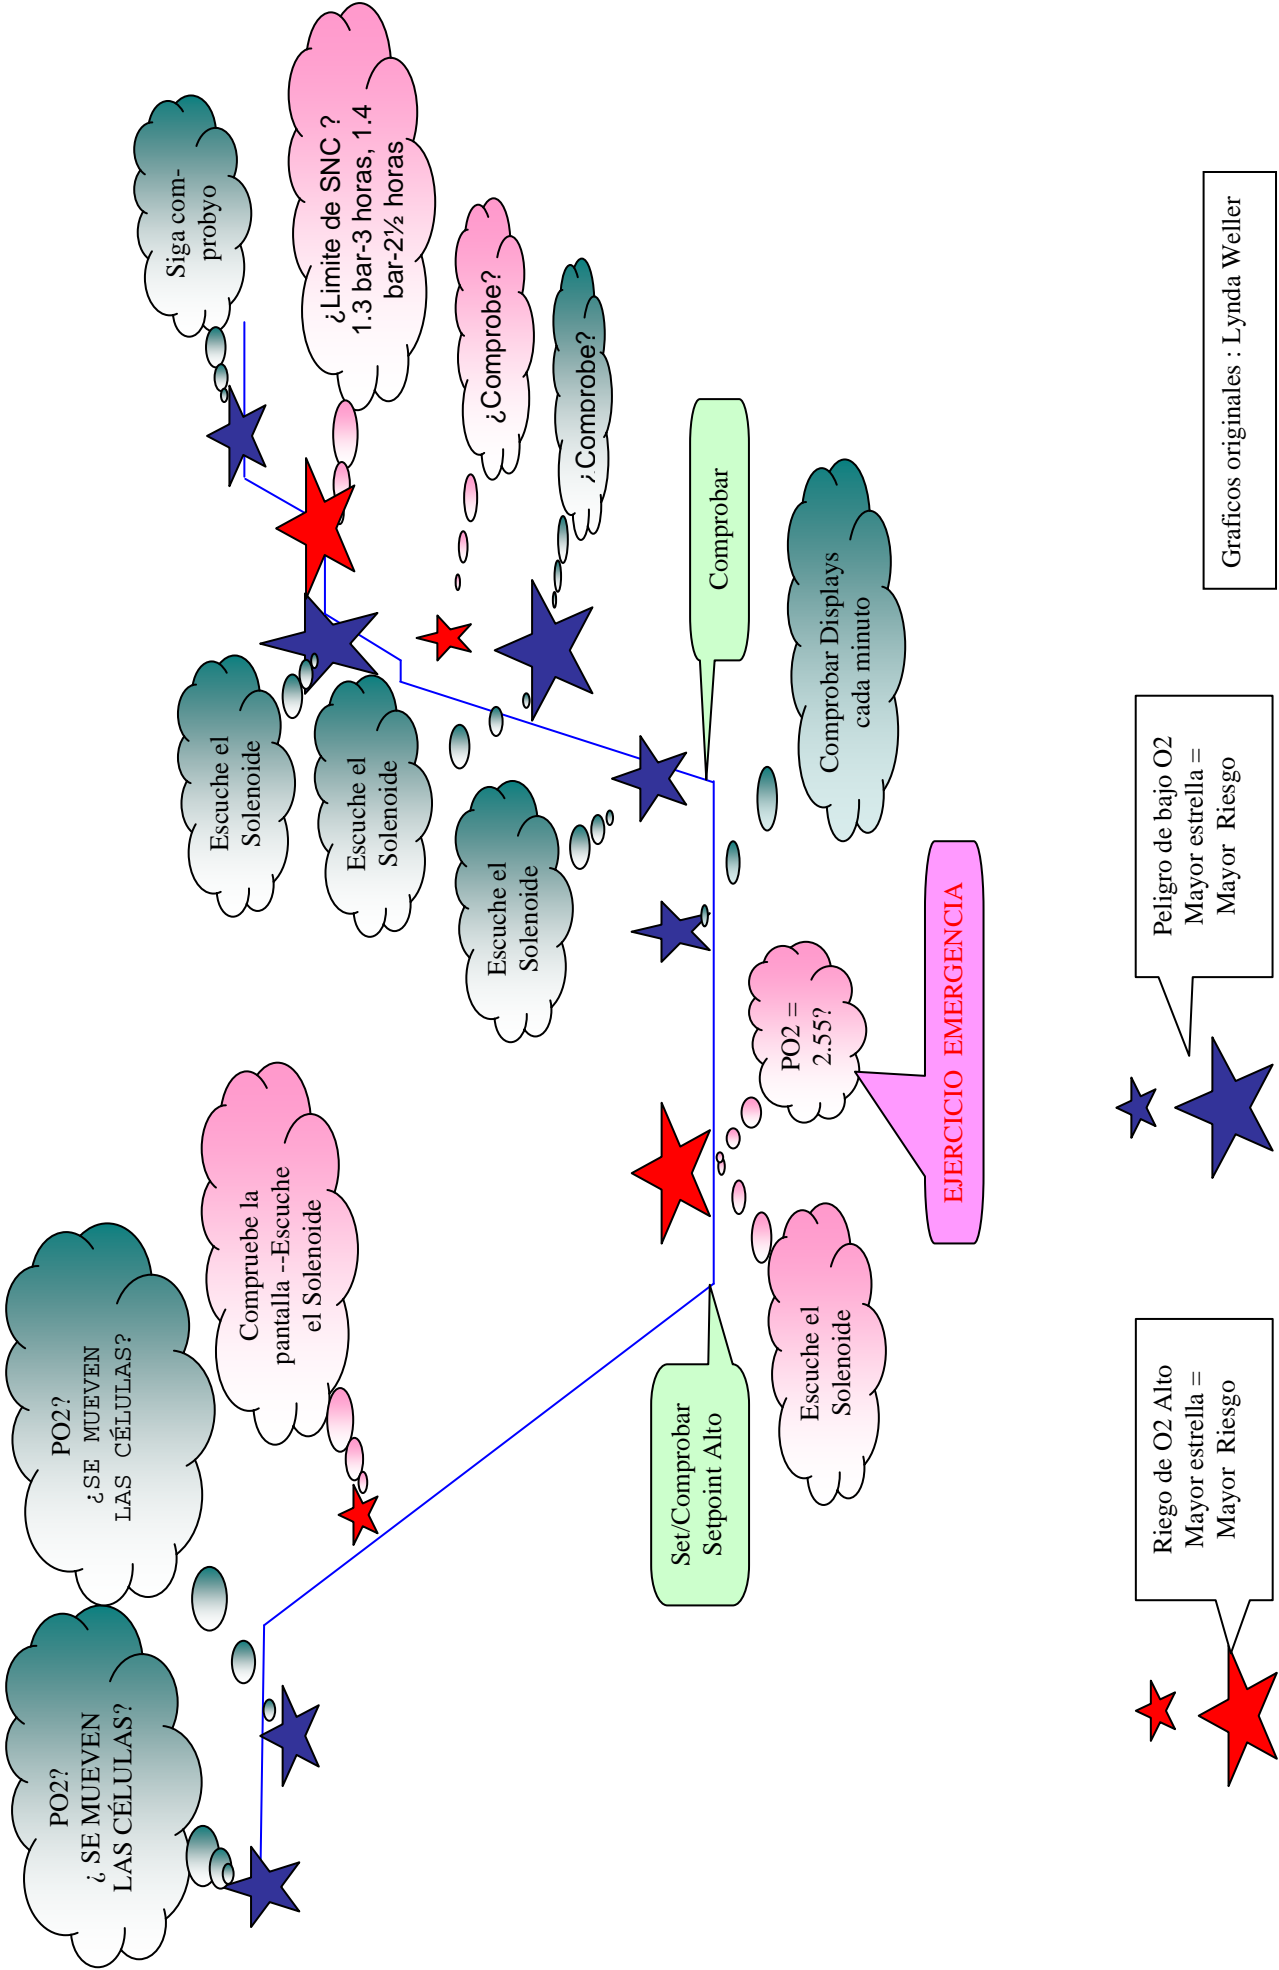 PO2?
¿ SE MUEVEN
LAS CÉLULAS?
PO2?
¿SE MUEVEN
LAS CÉLULAS?
Compruebe la
pantalla --Escuche
el Solenoide
Set/Comprobar
Setpoint Alto
Escuche el
Solenoide
PO2 =
2.55?
EJERCICIO EMERGENCIA
Comprobar Displays
cada minuto
Comprobar
Escuche el
Solenoide
Escuche el
Solenoide
Escuche el
Solenoide
¿Comprobe?
¿Comprobe?
¿Limite de SNC ?
1.3 bar-3 horas, 1.4
bar-2½ horas
Siga com-
probyo
Riego de O2 Alto
Mayor estrella =
Mayor Riesgo
Peligro de bajo O2
Mayor estrella =
Mayor Riesgo
Graficos originales : Lynda Weller